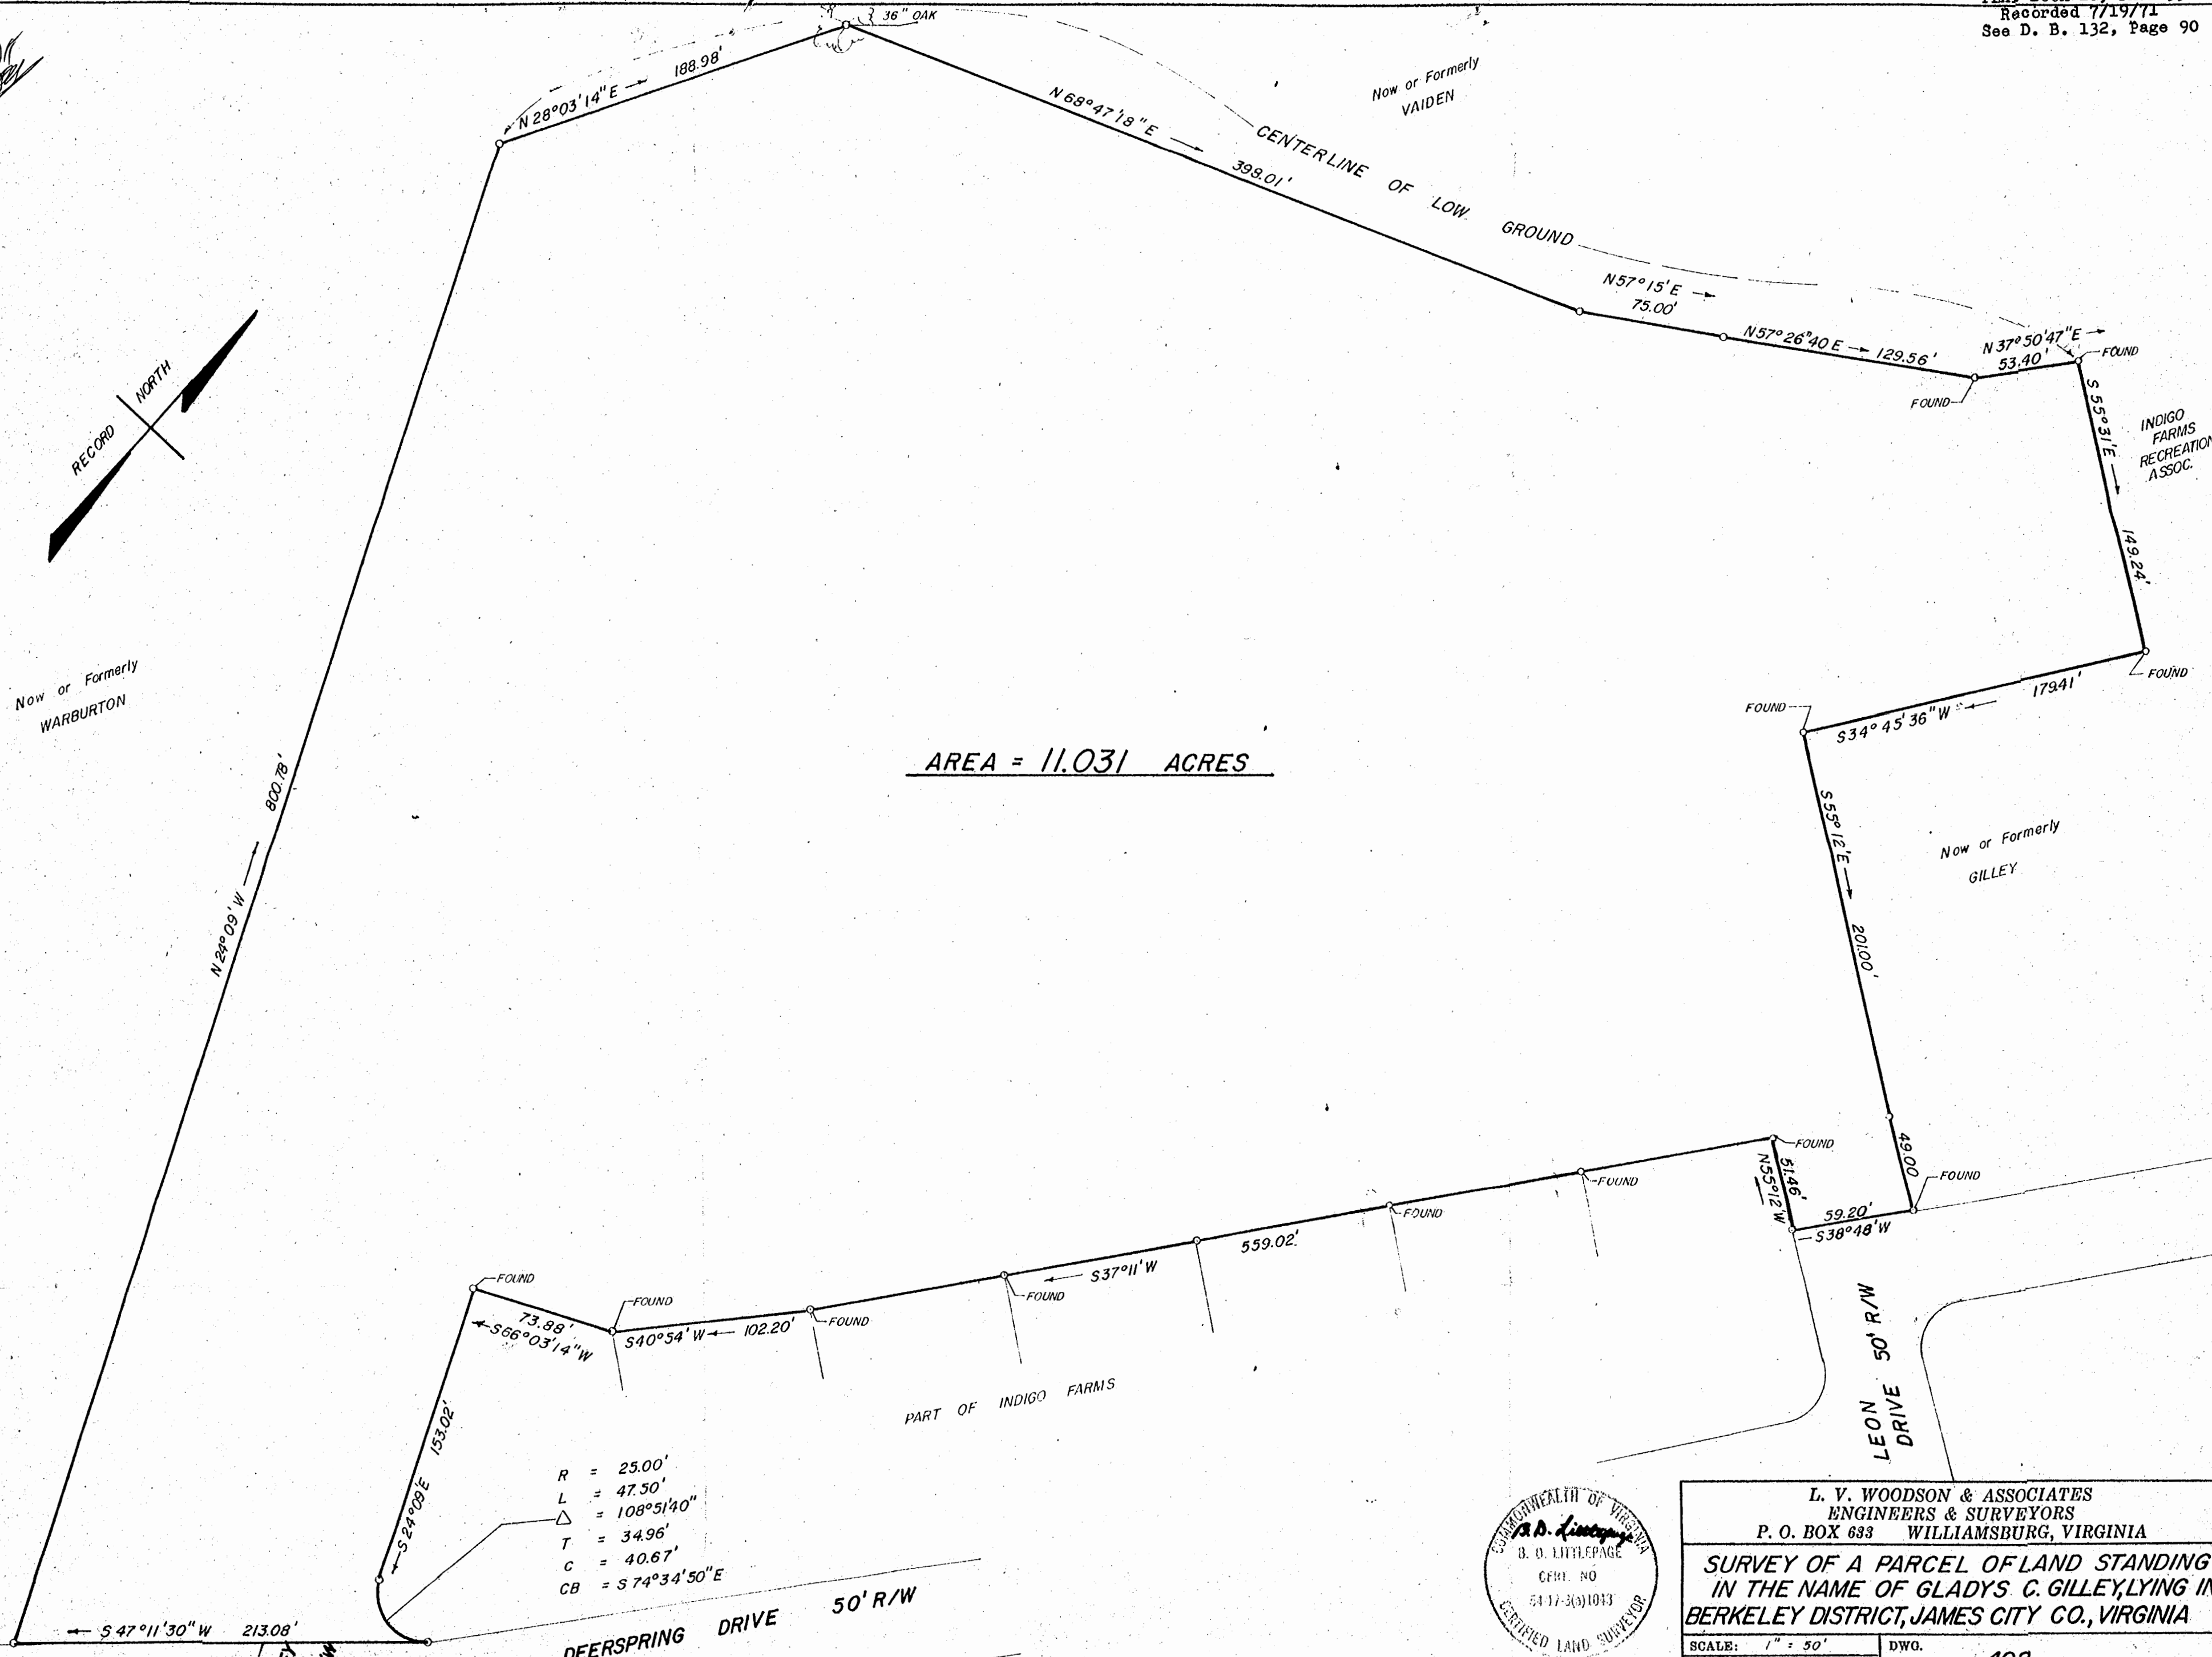 Recorded 7/19/71
See D. B. 132, Page 90
36" OAK
188.98'
N 28°03'14" E
Now or Formerly
VAIDEN
N 68°47'18" E
398.01'
CENTERLINE OF LOW GROUND
N57°15'E
75.00'
N57°26"40 E
129.56'
N 37°50'47"E
53.40'
FOUND
FOUND
S 55°31'E
149.24'
INDIGO
FARMS
RECREATION
ASSOC.
RECORD NORTH
Now or Formerly
WARBURTON
800.78'
N 24°09' W
AREA = 11.031 ACRES
FOUND
179.41'
S34°45'36"W
FOUND
S55°12'E
201.00'
Now or Formerly
GILLEY
49.00
FOUND
FOUND
51.46'
N55°12'W
59.20'
S38°48'W
FOUND
FOUND
559.02'
S37°11'W
FOUND
FOUND
102.20'
S40°54'W
FOUND
FOUND
73.88'
S66°03'14"W
PART OF INDIGO FARMS
153.02'
S24°09'E
R = 25.00'
L = 47.50'
△ = 108°51'40"
T = 34.96'
C = 40.67'
CB = S 74°34'50"E
S 47°11'30" W 213.08'
DEERSPRING DRIVE 50' R/W
LEON
DRIVE 50' R/W
COMMONWEALTH OF VIRGINIA
B. D. Littlepage
B. D. LITTLEPAGE
CERT. NO
54-17-3(a)1043
CERTIFIED LAND SURVEYOR
L. V. WOODSON & ASSOCIATES
ENGINEERS & SURVEYORS
P. O. BOX 633 WILLIAMSBURG, VIRGINIA
SURVEY OF A PARCEL OF LAND STANDING
IN THE NAME OF GLADYS C. GILLEY, LYING IN
BERKELEY DISTRICT, JAMES CITY CO., VIRGINIA
SCALE: 1" = 50'
DWG.